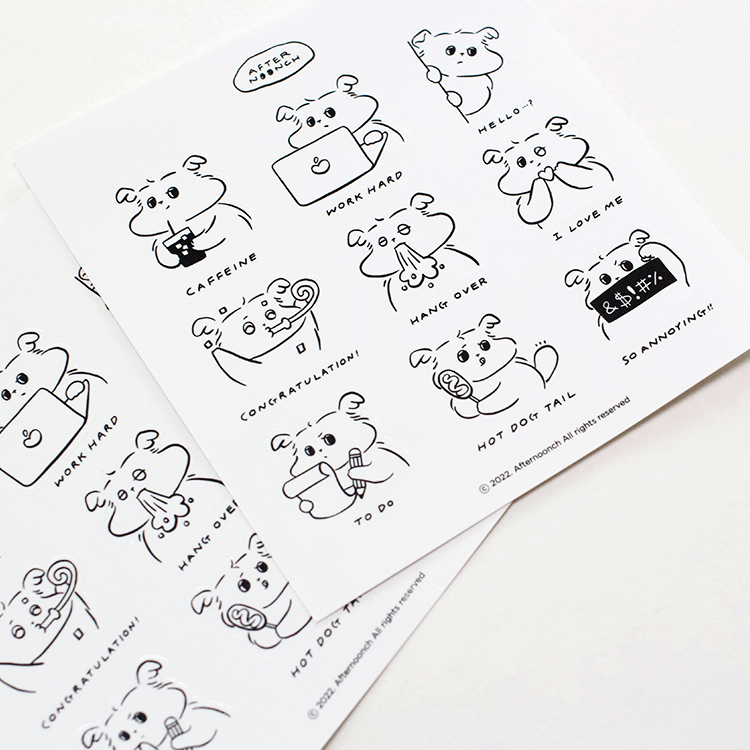 AFTER
NOONCH
HELLO...?
WORK HARD
CAFFEINE
I LOVE ME
HANG OVER
&$!#%
SO ANNOYING!!
CONGRATULATION!
HOT DOG TAIL
TO DO
© 2022. Afternoonch All rights reserved
WORK HARD
HANG OVER
CONGRATULATION!
HOT DOG TA
© 2022. Afternoonch All rights reserved